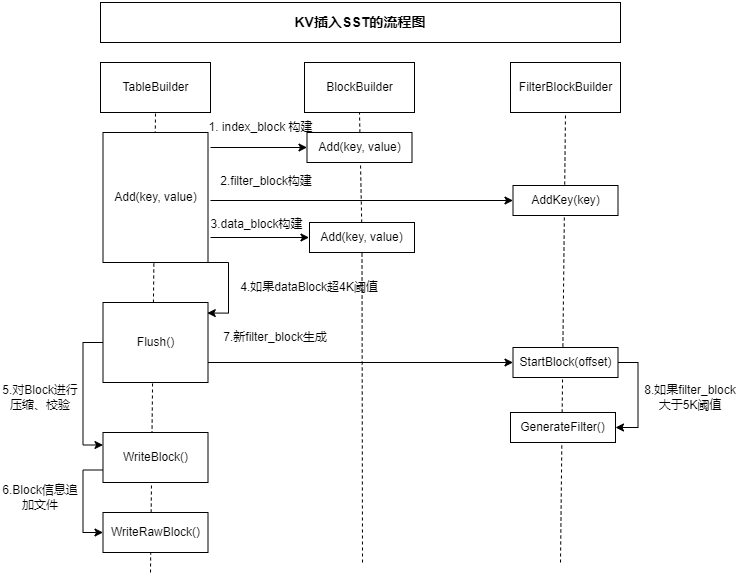 KV插入SST的流程图
TableBuilder
BlockBuilder
FilterBlockBuilder
1. index_block 构建
Add(key, value)
Add(key, value)
2.filter_block构建
AddKey(key)
3.data_block构建
Add(key, value)
4.如果dataBlock超4K阈值
Flush()
7.新filter_block生成
StartBlock(offset)
5.对Block进行
压缩、校验
8.如果filter_block
大于5K阈值
GenerateFilter()
WriteBlock()
6.Block信息追
加文件
WriteRawBlock()